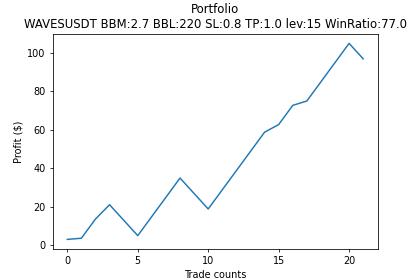 Portfolio
WAVESUSDT BBM:2.7 BBL:220 SL:0.8 TP:1.0 lev:15 WinRatio:77.0
100
80
60
40
20
0
Profit ($)
0 5 10 15 20
Trade counts